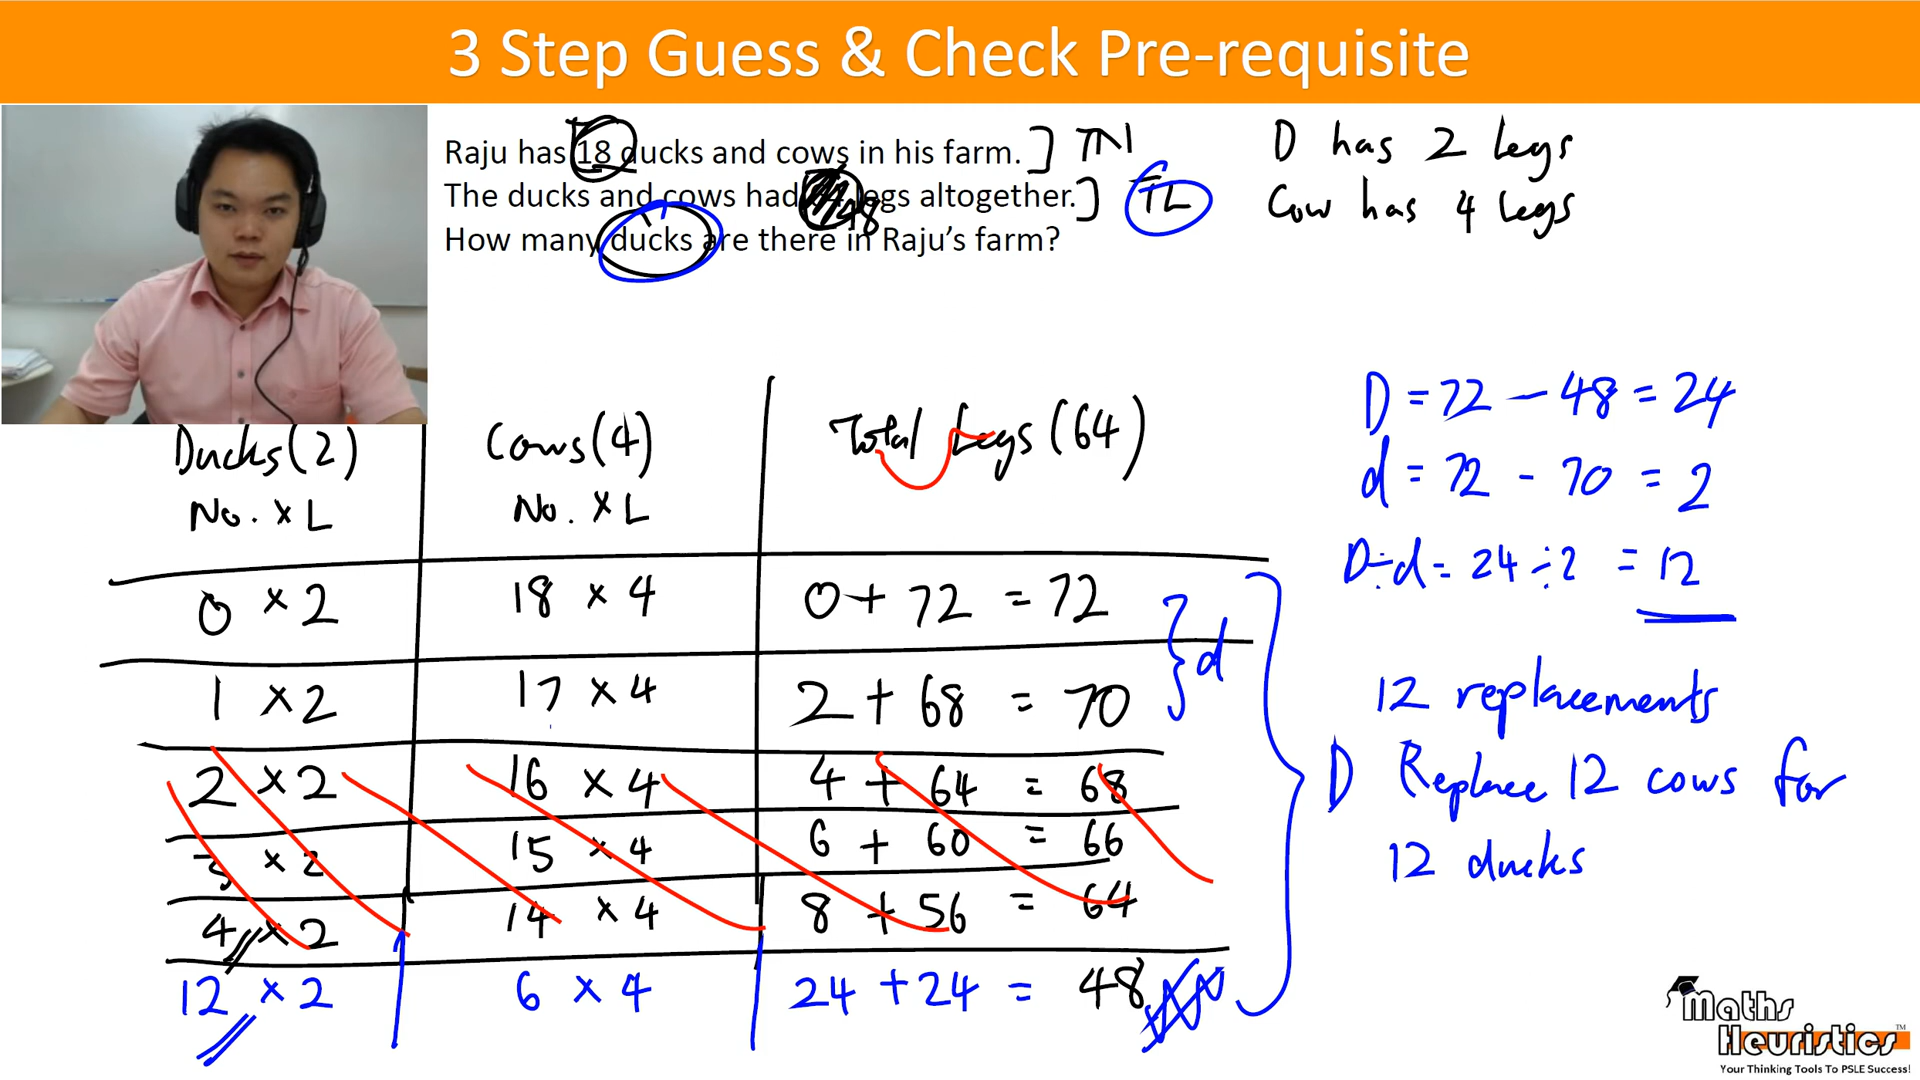 3 Step Guess & Check Pre-requisite
Raju has 18 ducks and cows in his farm. ] TN
The ducks and cows had 48 legs altogether. ] TL
How many ducks are there in Raju's farm?
D has 2 legs
Cow has 4 legs
Ducks(2) Cows(4) Total Legs(64)
No. x L No. x L
0 x 2 18 x 4 0 + 72 = 72
1 x 2 17 x 4 2 + 68 = 70
d
2 x 2 16 x 4 4 + 64 = 68
3 x 2 15 x 4 6 + 60 = 66
4 x 2 14 x 4 8 + 56 = 64
12 x 2 6 x 4 24 + 24 = 48
D = 72 - 48 = 24
d = 72 - 70 = 2
D÷d = 24 ÷ 2 = 12
12 replacements
D Replace 12 cows for
12 ducks
Maths
Heuristics™
Your Thinking Tools To PSLE Success!